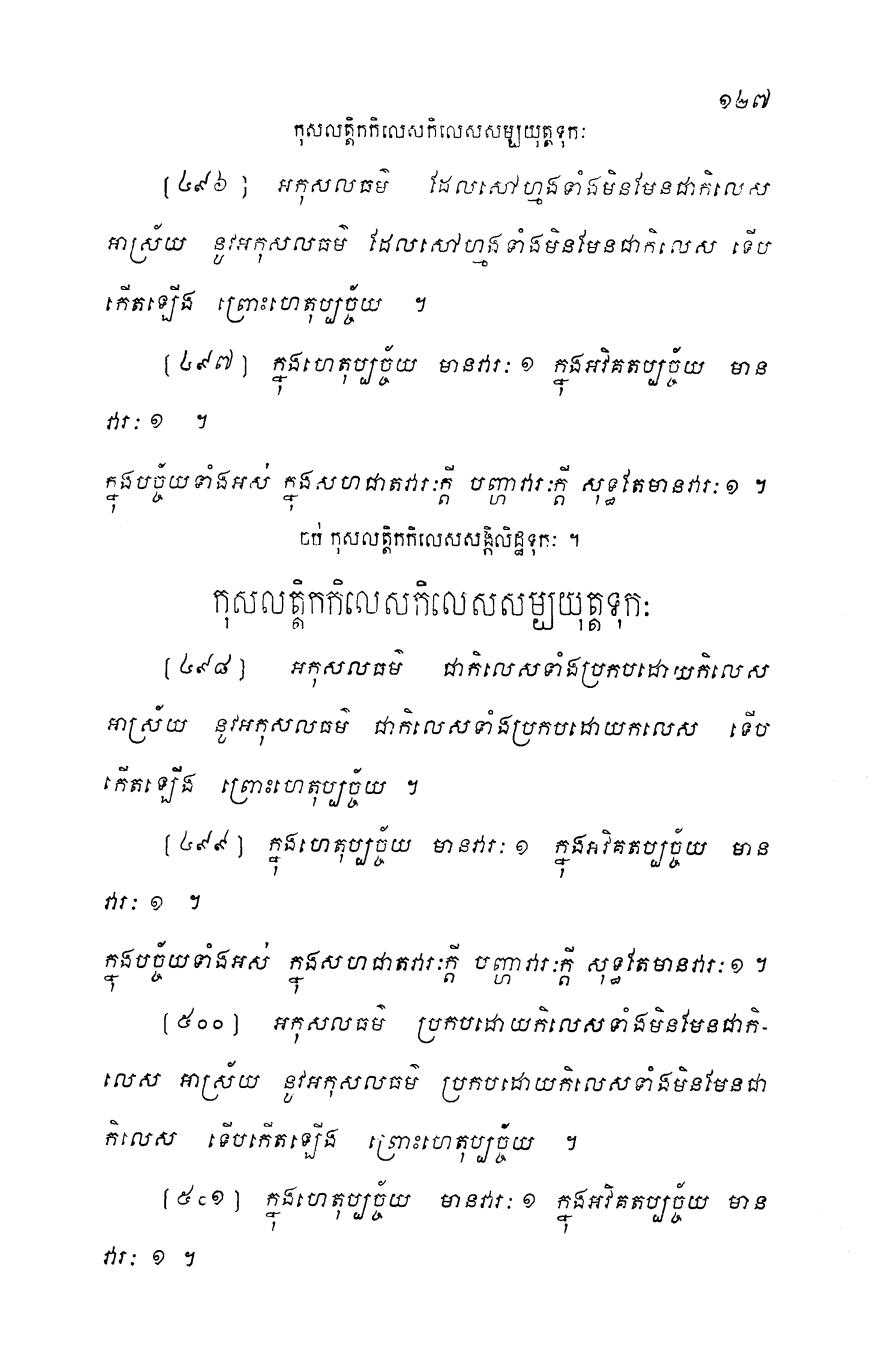 ១២៧
កុសលត្តិកកិលេសកិលេសសម្បយុត្តទុកៈ
[៤៩៦] អកុសលធម៌ ដែលសៅហ្មងទាំងមិនមែនជាកិលេស
អាស្រ័យ នូវអកុសលធម៌ ដែលសៅហ្មងទាំងមិនមែនជាកិលេស ទើប
កើតឡើង ព្រោះហេតុប្បច្ច័យ ។
[៤៩៧] ក្នុងហេតុប្បច្ច័យ មានវារៈ ១ ក្នុងអវិគតប្បច្ច័យ មាន
វារៈ ១ ។
ក្នុងបច្ច័យទាំងអស់ ក្នុងសហជាតវារៈក្តី បញ្ហាវារៈក្តី សុទ្ធតែមានវារៈ ១ ។
ចប់ កុសលត្តិកកិលេសសង្កិលិដ្ឋទុកៈ ។
កុសលត្តិកកិលេសកិលេសសម្បយុត្តទុកៈ
[៤៩៨] អកុសលធម៌ ជាកិលេសទាំងប្រកបដោយកិលេស
អាស្រ័យ នូវអកុសលធម៌ ជាកិលេសទាំងប្រកបដោយកលេស ទើប
កើតឡើង ព្រោះហេតុប្បច្ច័យ ។
[៤៩៩] ក្នុងហេតុប្បច្ច័យ មានវារៈ ១ ក្នុងអវិគតប្បច្ច័យ មាន
វារៈ ១ ។
ក្នុងបច្ច័យទាំងអស់ ក្នុងសហជាតវារៈក្តី បញ្ហាវារៈក្តី សុទ្ធតែមានវារៈ ១ ។
[៥០០] អកុសលធម៌ ប្រកបដោយកិលេសទាំងមិនមែនជាកិ-
លេស អាស្រ័យ នូវអកុសលធម៌ ប្រកបដោយកិលេសទាំងមិនមែនជា
កិលេស ទើបកើតឡើង ព្រោះហេតុប្បច្ច័យ ។
[៥០១] ក្នុងហេតុប្បច្ច័យ មានវារៈ ១ ក្នុងអវិគតប្បច្ច័យ មាន
វារៈ ១ ។